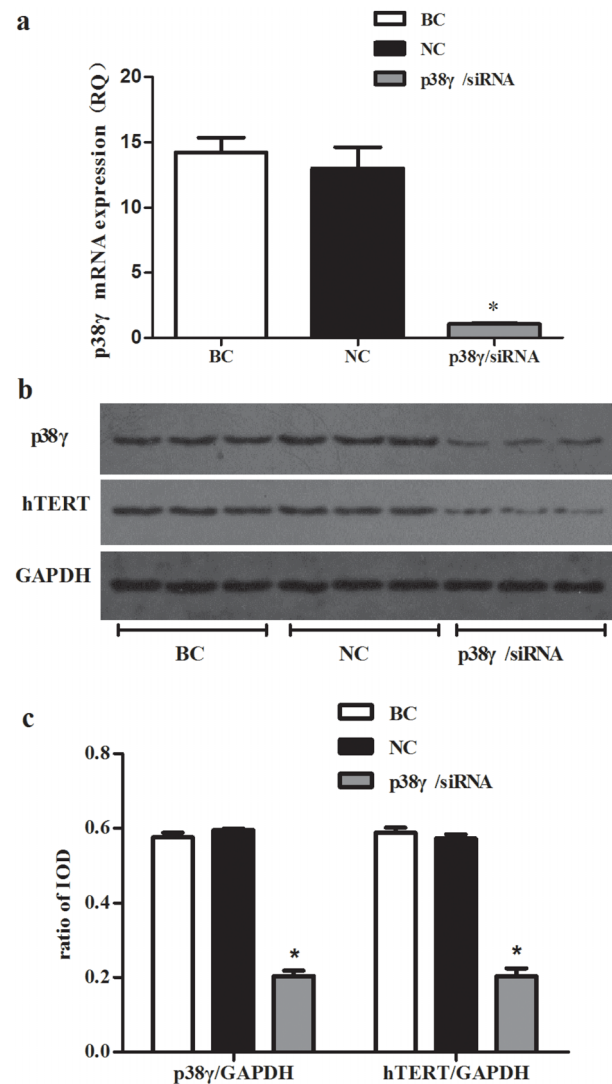 a
BC
NC
p38γ /siRNA
p38γ mRNA expression (RQ)
20
15
10
5
0
*
BC NC p38γ/siRNA
b
p38γ
hTERT
GAPDH
BC NC p38γ /siRNA
c
BC
NC
p38γ /siRNA
ratio of IOD
0.8
0.6
0.4
0.2
0.0
* *
p38γ/GAPDH hTERT/GAPDH